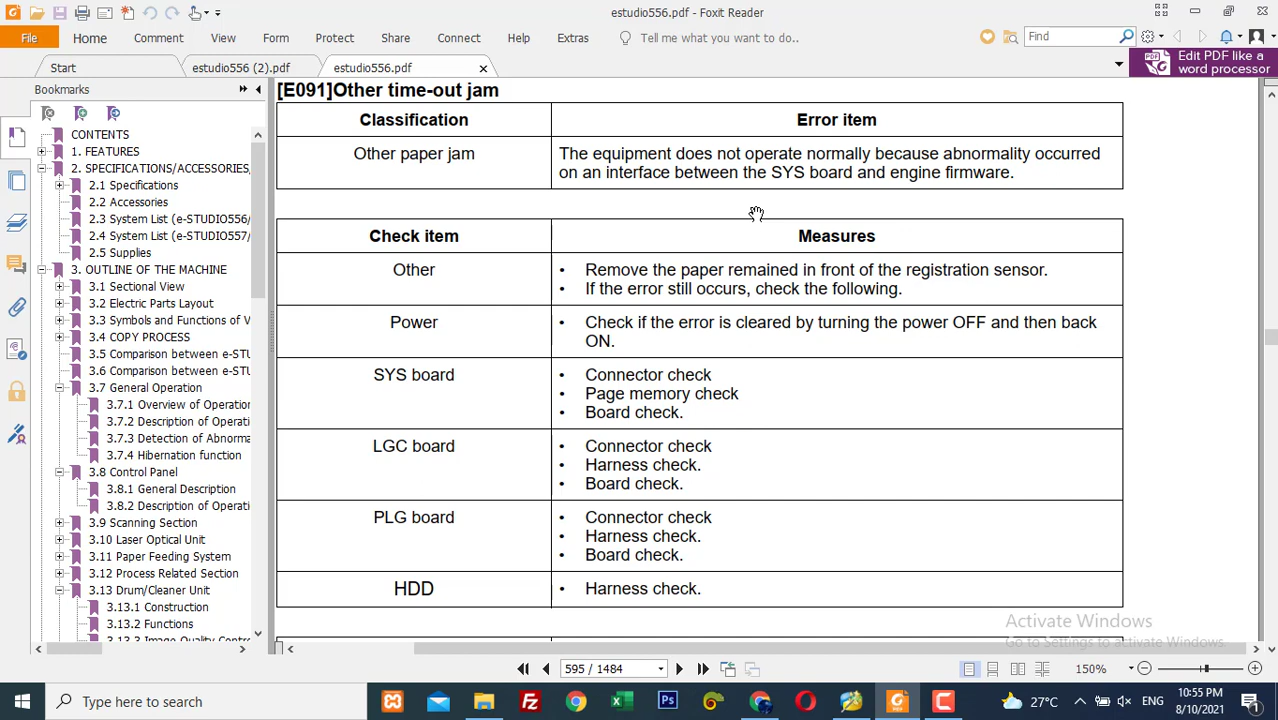 estudio556.pdf - Foxit Reader
File Home Comment View Form Protect Share Connect Help Extras Tell me what you want to do.. Find
Start estudio556 (2).pdf estudio556.pdf
Edit PDF like a
word processor
Bookmarks
CONTENTS
1. FEATURES
2. SPECIFICATIONS/ACCESSORIES,
2.1 Specifications
2.2 Accessories
2.3 System List (e-STUDIO556/
2.4 System List (e-STUDIO557/
2.5 Supplies
3. OUTLINE OF THE MACHINE
3.1 Sectional View
3.2 Electric Parts Layout
3.3 Symbols and Functions of V
3.4 COPY PROCESS
3.5 Comparison between e-STU
3.6 Comparison between e-STU
3.7 General Operation
3.7.1 Overview of Operation
3.7.2 Description of Operati
3.7.3 Detection of Abnorma
3.7.4 Hibernation function
3.8 Control Panel
3.8.1 General Description
3.8.2 Description of Operati
3.9 Scanning Section
3.10 Laser Optical Unit
3.11 Paper Feeding System
3.12 Process Related Section
3.13 Drum/Cleaner Unit
3.13.1 Construction
3.13.2 Functions
3.13.3 Image Quality Contr
[E091]Other time-out jam
Classification Error item
Other paper jam The equipment does not operate normally because abnormality occurred
on an interface between the SYS board and engine firmware.
Check item Measures
Other • Remove the paper remained in front of the registration sensor.
• If the error still occurs, check the following.
Power • Check if the error is cleared by turning the power OFF and then back
ON.
SYS board • Connector check
• Page memory check
• Board check.
LGC board • Connector check
• Harness check.
• Board check.
PLG board • Connector check
• Harness check.
• Board check.
HDD • Harness check.
Activate Windows
Go to Settings to activate Windows.
595 / 1484 150%
Type here to search 27°C ENG 10:55 PM
8/10/2021